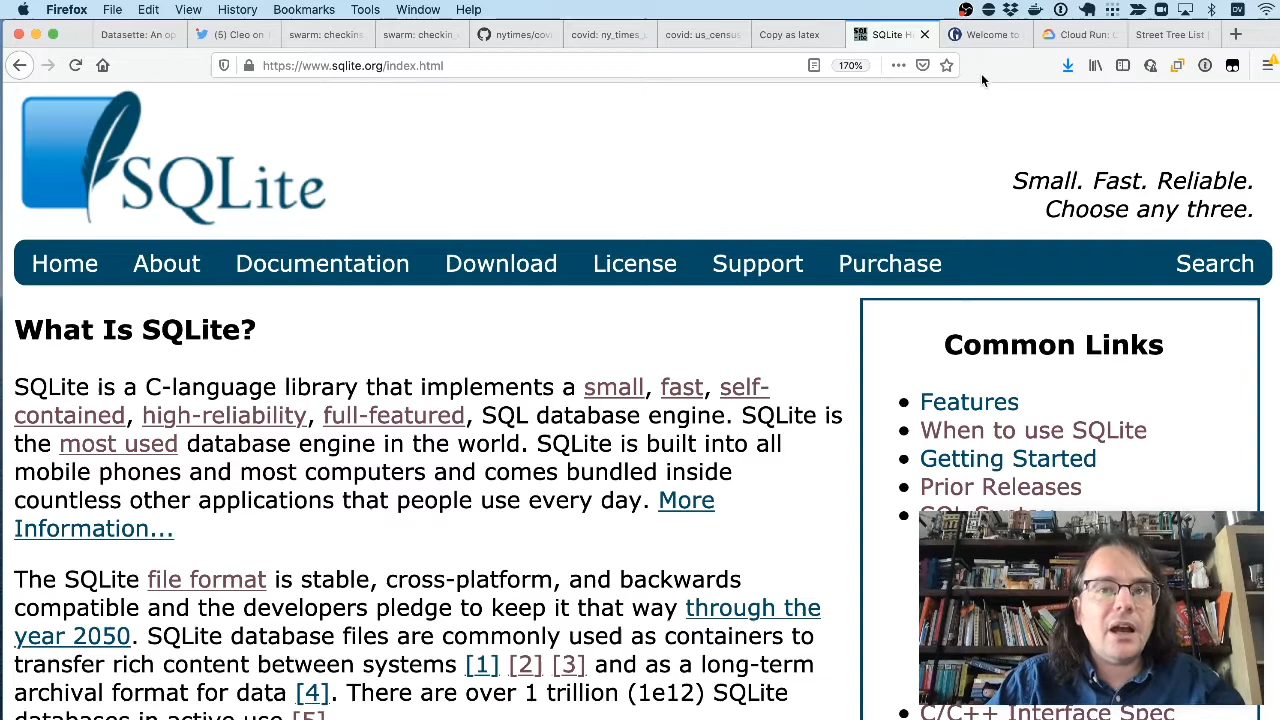 Firefox File Edit View History Bookmarks Tools Window Help
Datasette: An op (5) Cleo on swarm: checkins, swarm: checkin_ nytimes/cov covid: ny_times_ covid: us_census Copy as latex SQLite H Welcome to Cloud Run: C Street Tree List |
https://www.sqlite.org/index.html 170%
SQLite
Small. Fast. Reliable.
Choose any three.
Home About Documentation Download License Support Purchase Search
What Is SQLite?
SQLite is a C-language library that implements a small, fast, self-
contained, high-reliability, full-featured, SQL database engine. SQLite is
the most used database engine in the world. SQLite is built into all
mobile phones and most computers and comes bundled inside
countless other applications that people use every day. More
Information...
The SQLite file format is stable, cross-platform, and backwards
compatible and the developers pledge to keep it that way through the
year 2050. SQLite database files are commonly used as containers to
transfer rich content between systems [1] [2] [3] and as a long-term
archival format for data [4]. There are over 1 trillion (1e12) SQLite
databases in active use [5].
Common Links
Features
When to use SQLite
Getting Started
Prior Releases
SQL Syntax
C/C++ Interface Spec